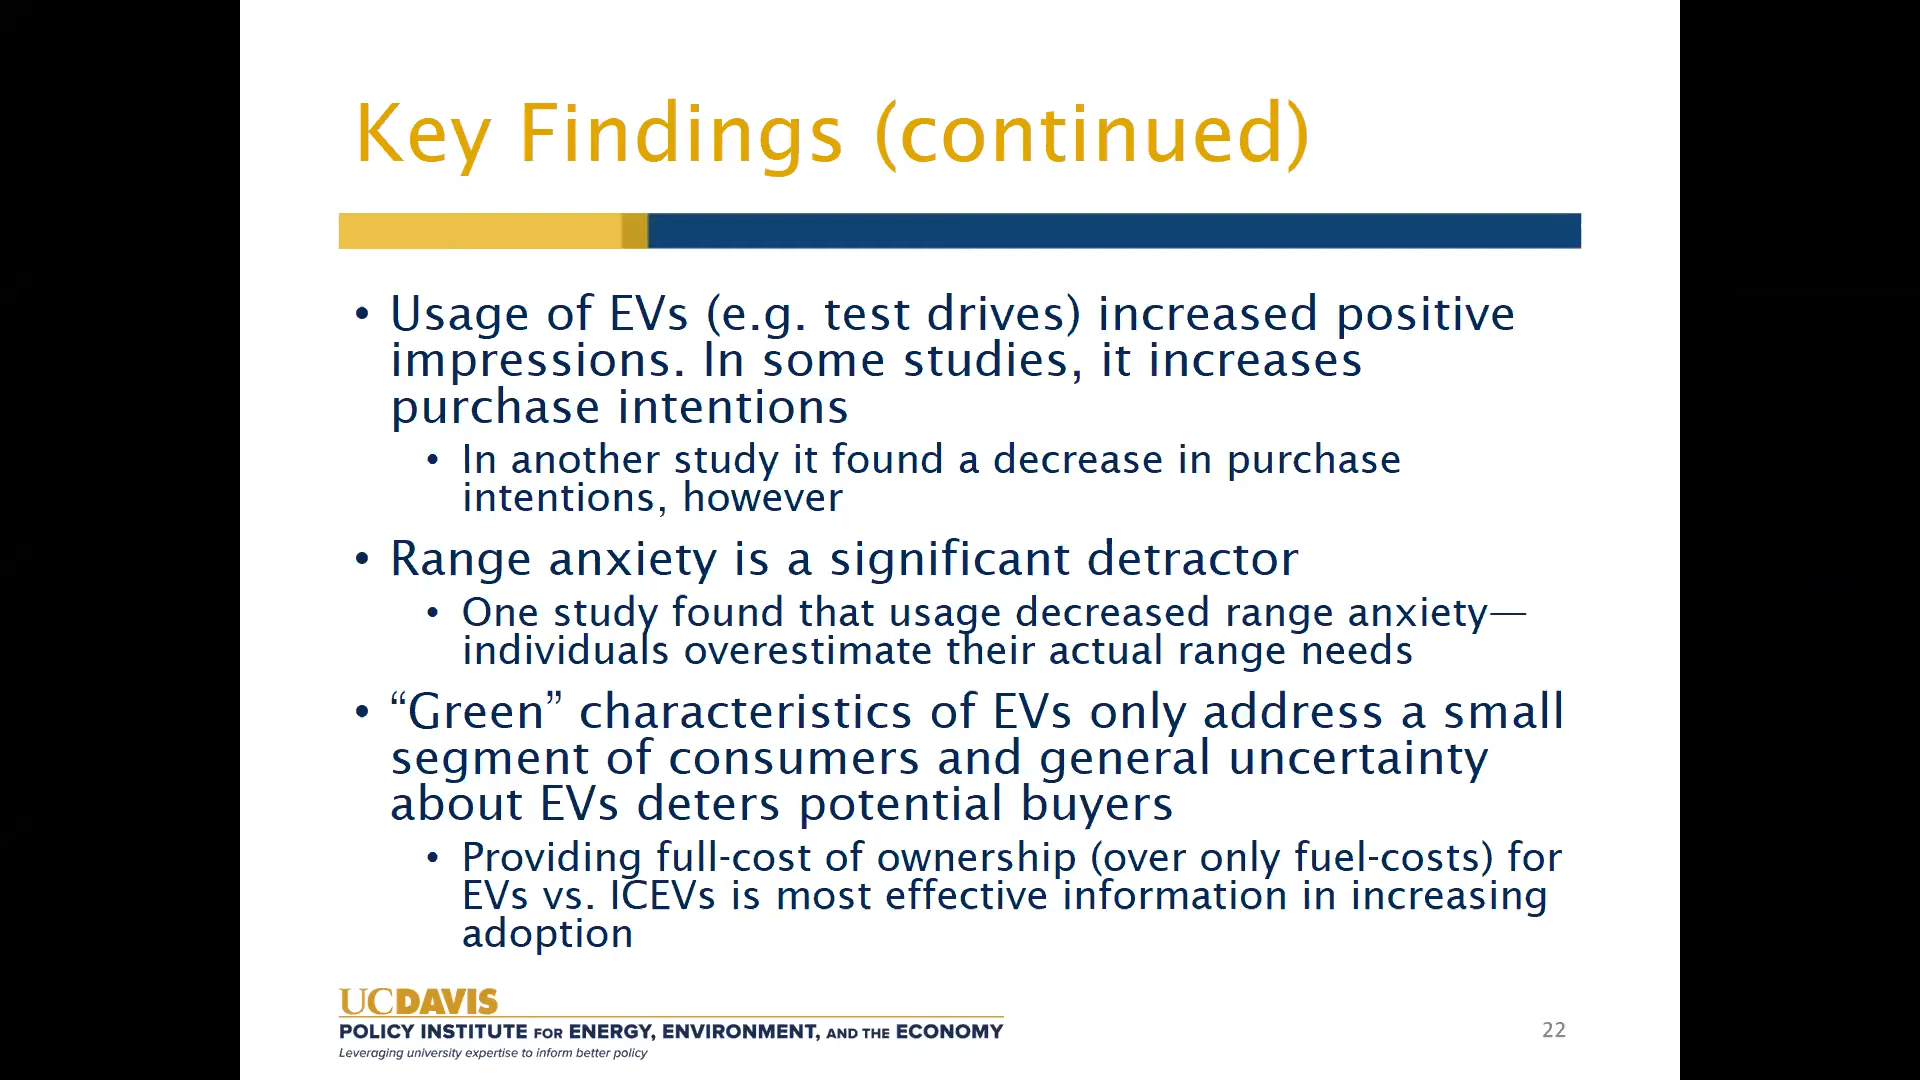 Key Findings (continued)
• Usage of EVs (e.g. test drives) increased positive
impressions. In some studies, it increases
purchase intentions
• In another study it found a decrease in purchase
intentions, however
• Range anxiety is a significant detractor
• One study found that usage decreased range anxiety—
individuals overestimate their actual range needs
• “Green” characteristics of EVs only address a small
segment of consumers and general uncertainty
about EVs deters potential buyers
• Providing full-cost of ownership (over only fuel-costs) for
EVs vs. ICEVs is most effective information in increasing
adoption
UCDAVIS
POLICY INSTITUTE FOR ENERGY, ENVIRONMENT, AND THE ECONOMY
Leveraging university expertise to inform better policy
22